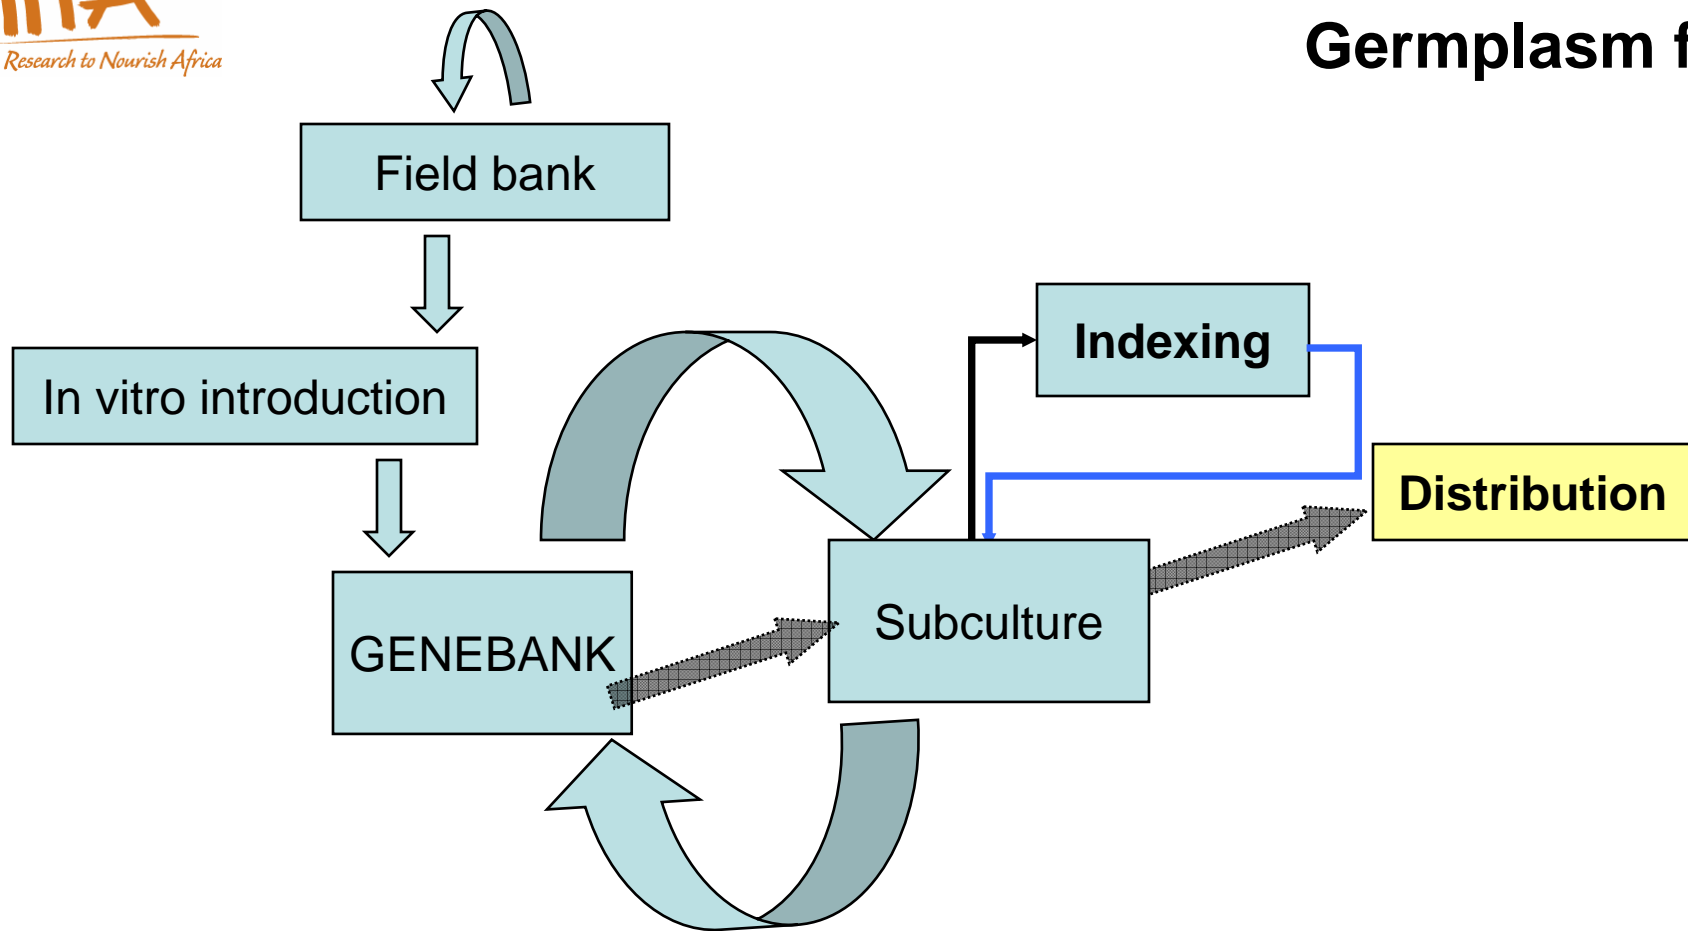 Research to Nourish Africa
Germplasm f
Field bank
In vitro introduction
Indexing
Distribution
GENEBANK
Subculture